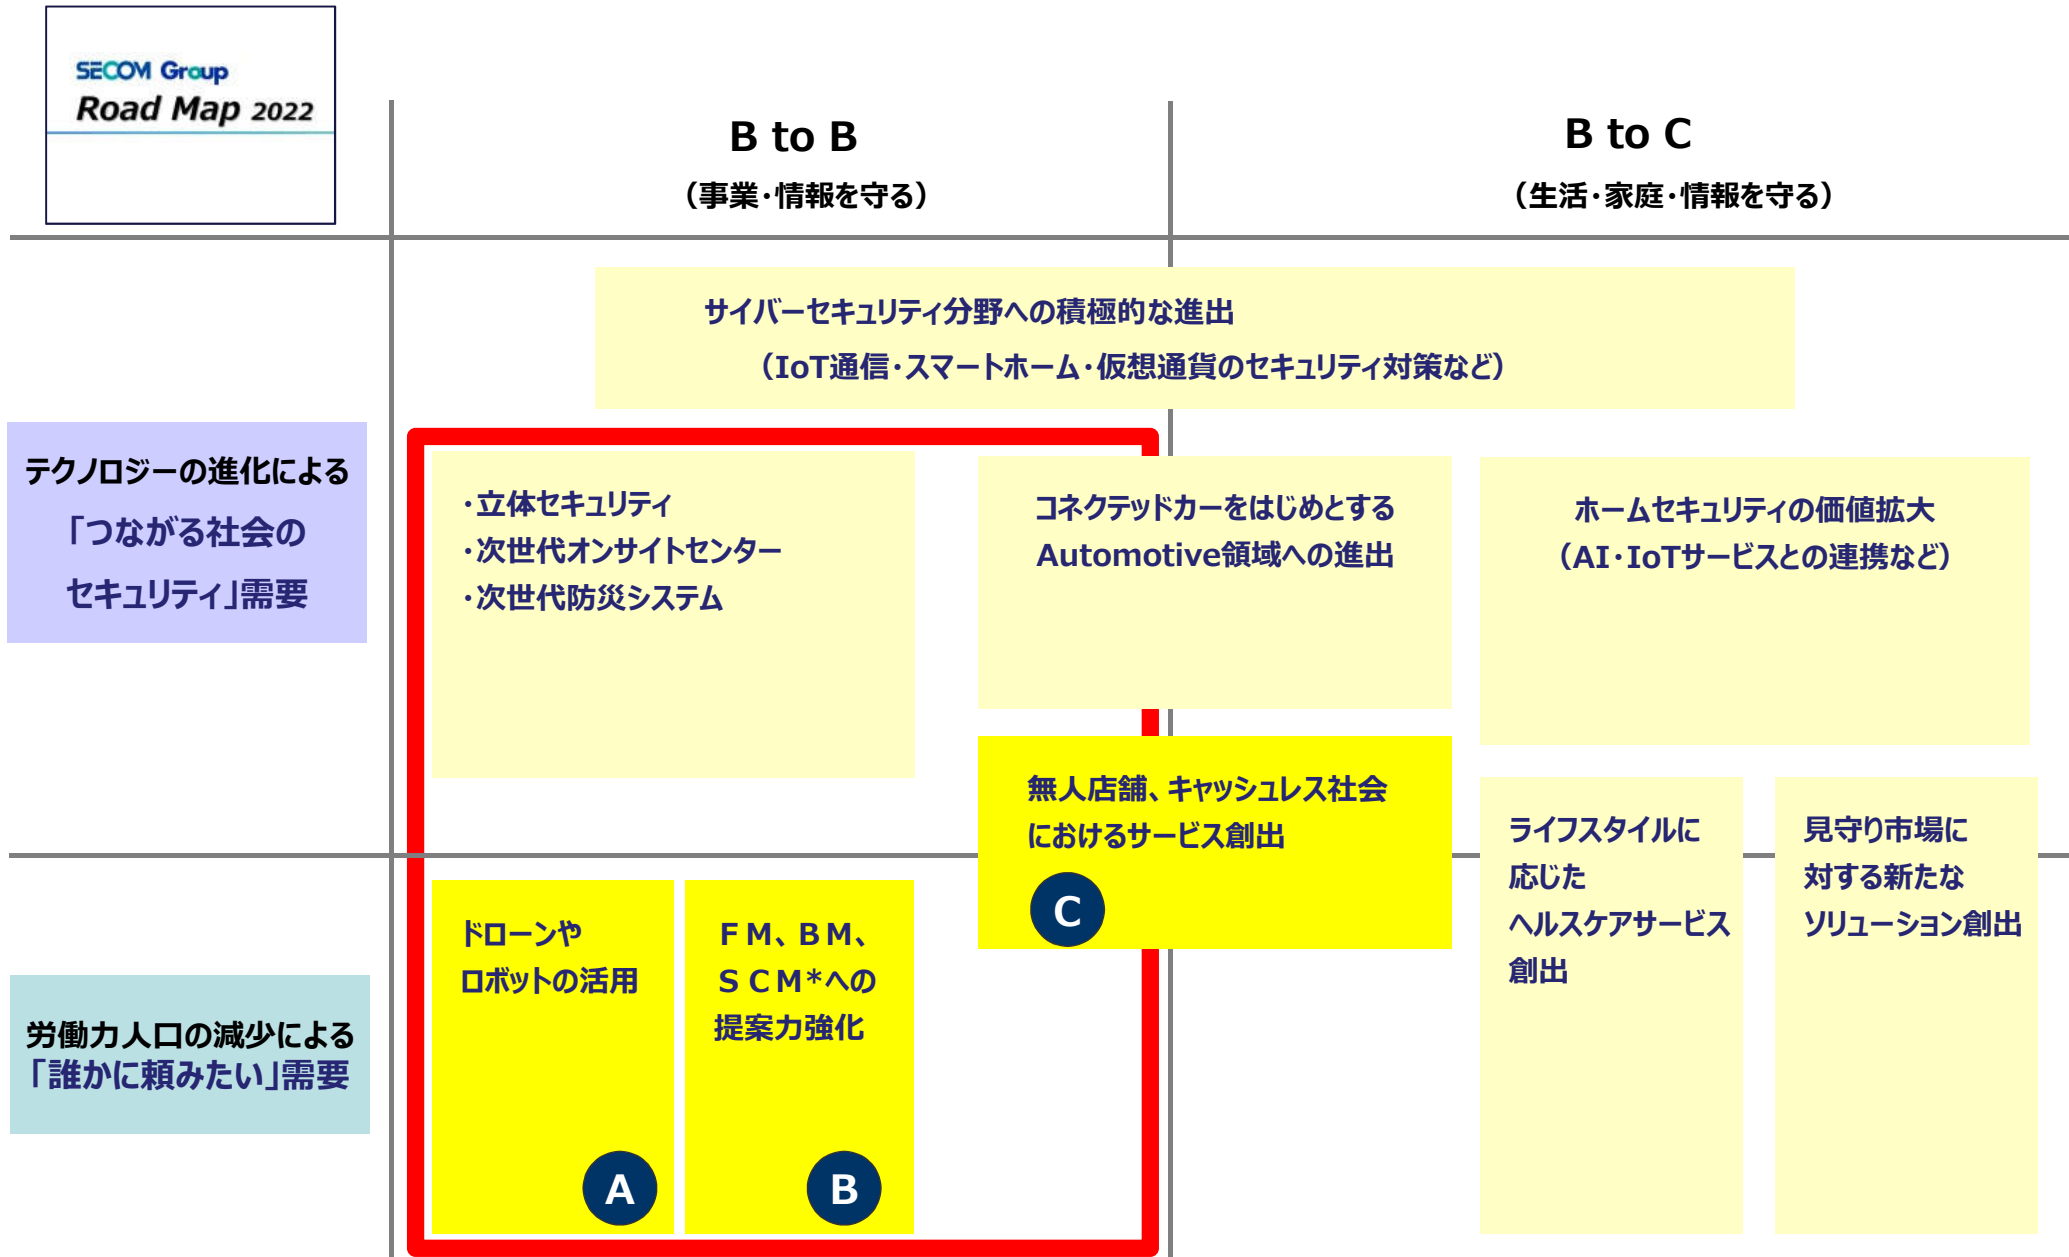 SECOM Group
Road Map 2022
B to B
（事業・情報を守る）
B to C
（生活・家庭・情報を守る）
サイバーセキュリティ分野への積極的な進出
（IoT通信・スマートホーム・仮想通貨のセキュリティ対策など）
テクノロジーの進化による
「つながる社会の
セキュリティ」需要
・立体セキュリティ
・次世代オンサイトセンター
・次世代防災システム
コネクテッドカーをはじめとする
Automotive領域への進出
ホームセキュリティの価値拡大
（AI・IoTサービスとの連携など）
無人店舗、キャッシュレス社会
におけるサービス創出
C
ライフスタイルに
応じた
ヘルスケアサービス
創出
見守り市場に
対する新たな
ソリューション創出
労働力人口の減少による
「誰かに頼みたい」需要
ドローンや
ロボットの活用
A
ＦＭ、ＢＭ、
ＳＣＭ*への
提案力強化
B